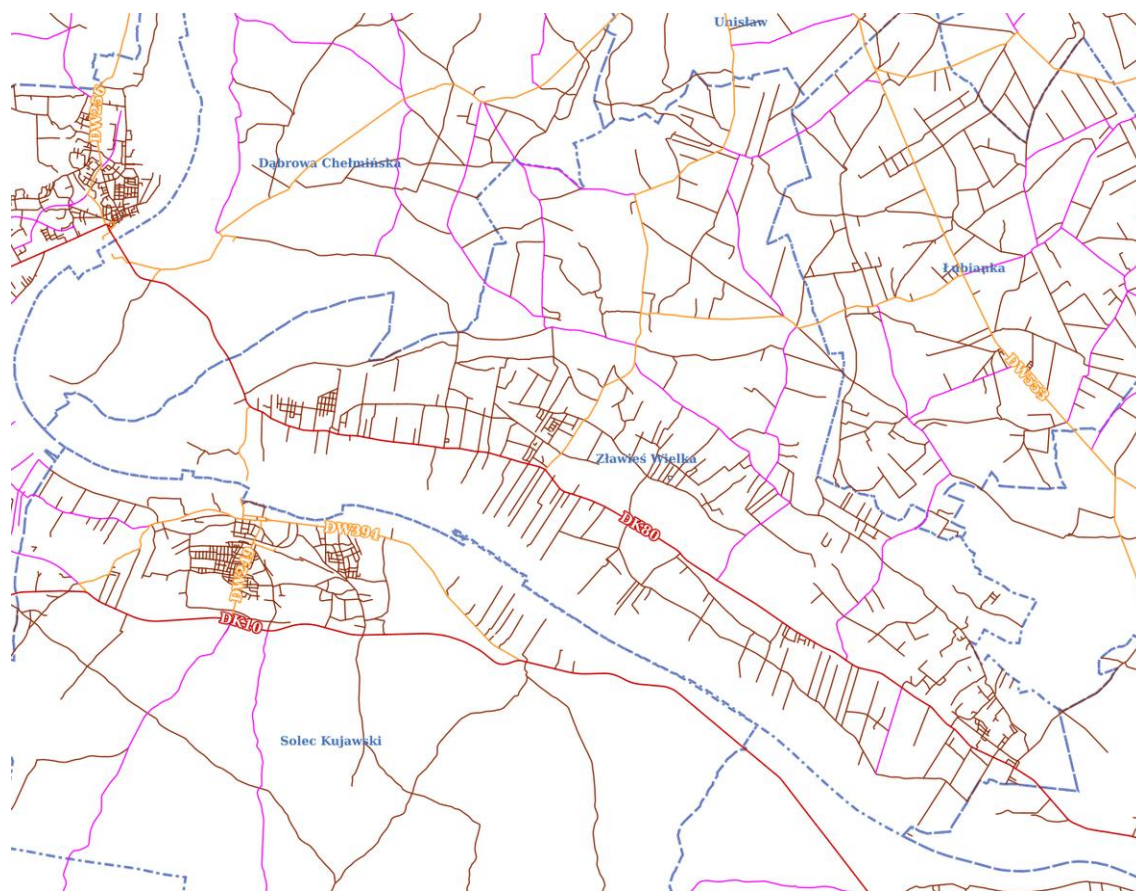 Unisław
Dąbrowa Chełmińska
Łubianka
DW553
Zławieś Wielka
DK80
DW394
DK10
Solec Kujawski